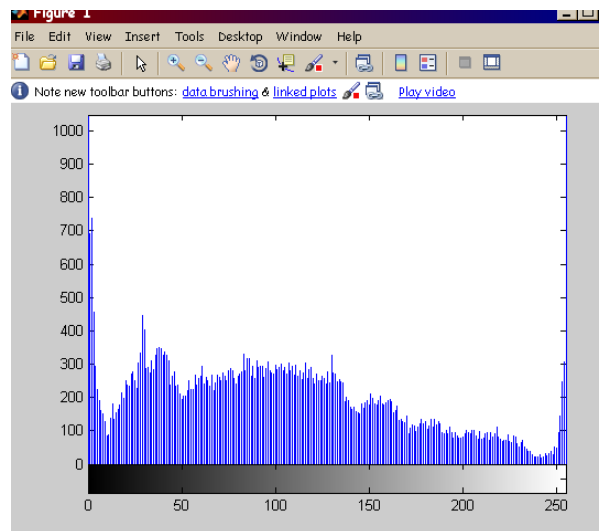 Figure 1
File Edit View Insert Tools Desktop Window Help
Note new toolbar buttons: data brushing & linked plots Play video
1000
900
800
700
600
500
400
300
200
100
0
0 50 100 150 200 250